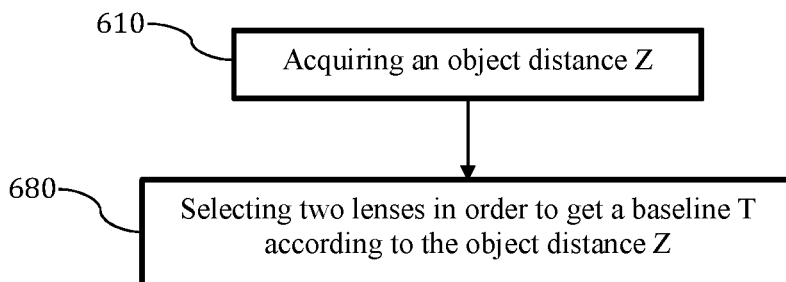 610
Acquiring an object distance Z
680
Selecting two lenses in order to get a baseline T
according to the object distance Z